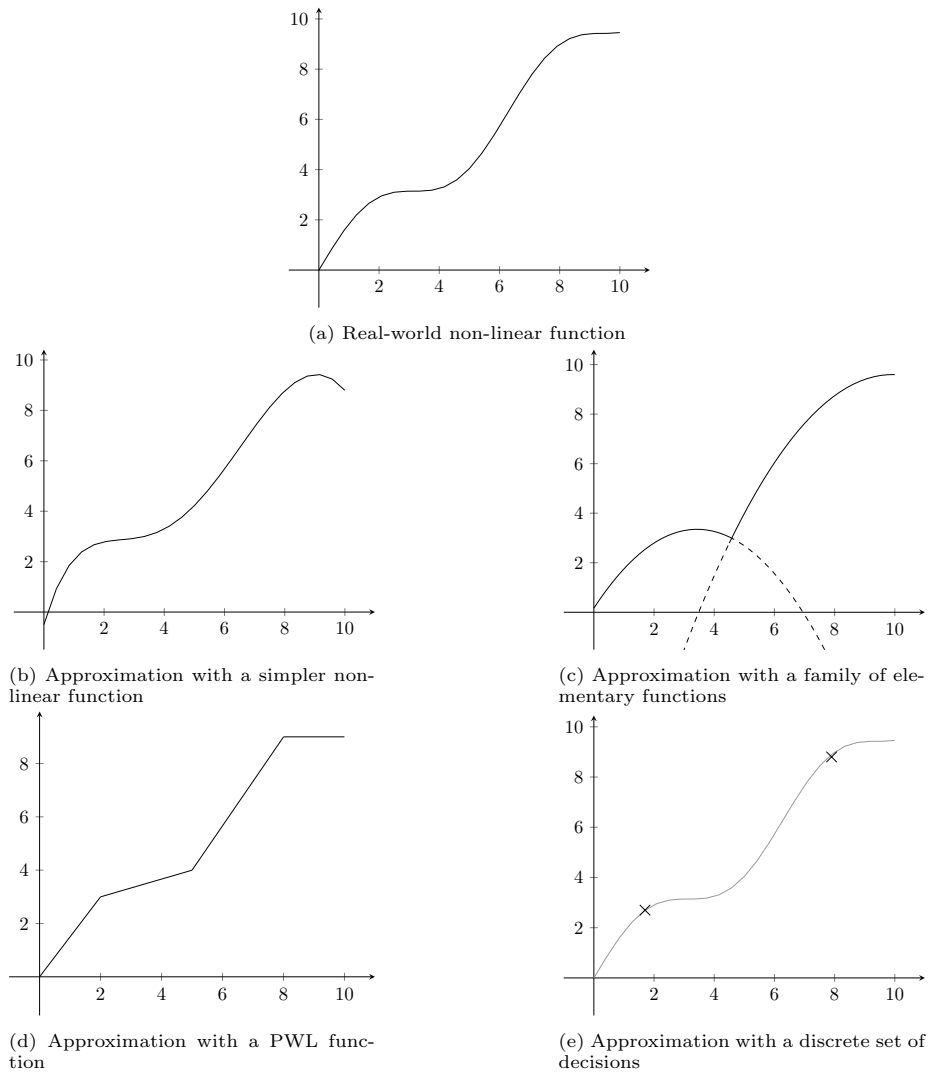 10
8
6
4
2
2 4 6 8 10
(a) Real-world non-linear function
10
8
6
4
2
2 4 6 8 10
(b) Approximation with a simpler non-
linear function
10
8
6
4
2
2 4 6 8 10
(c) Approximation with a family of ele-
mentary functions
8
6
4
2
2 4 6 8 10
(d) Approximation with a PWL func-
tion
10
8
6
4
2
2 4 6 8 10
(e) Approximation with a discrete set of
decisions